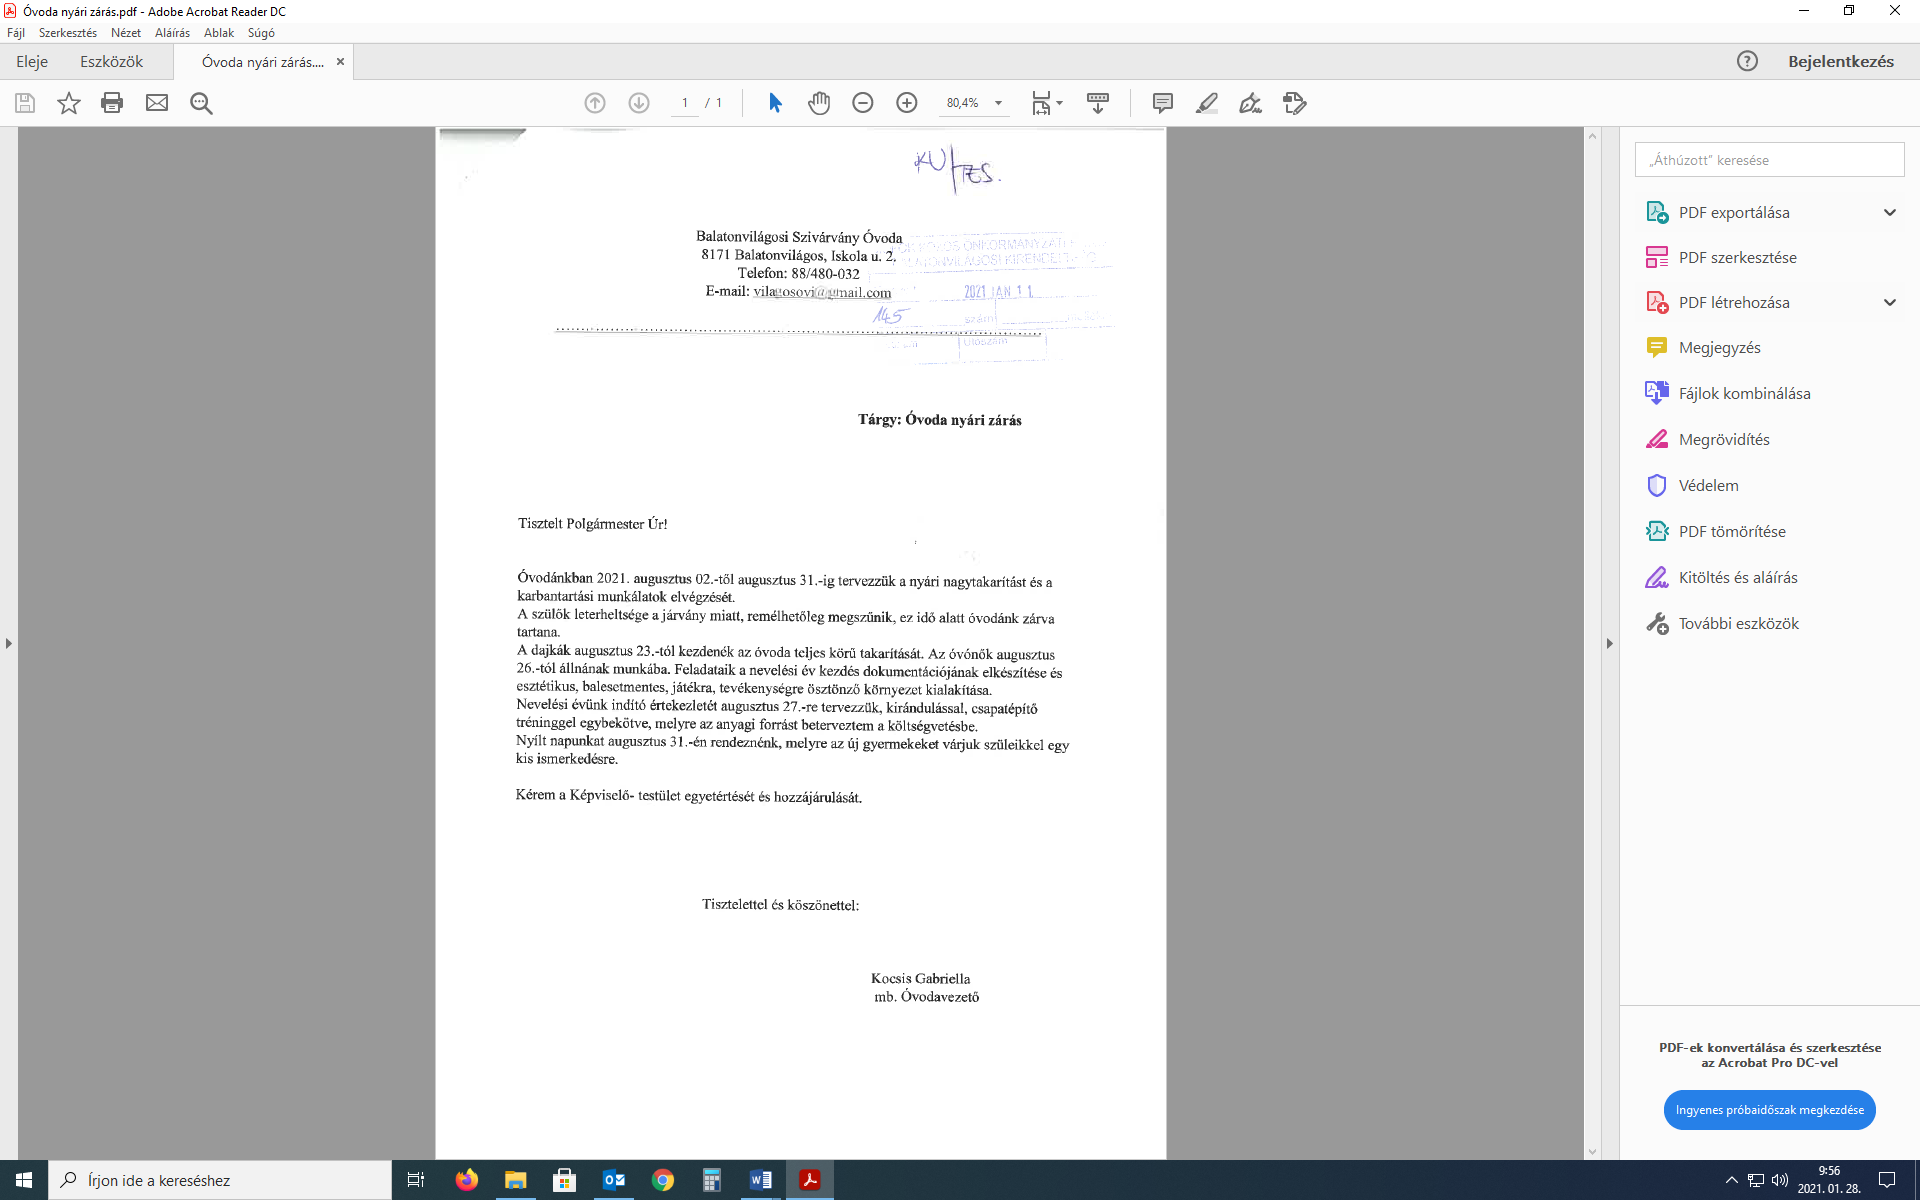 Óvoda nyári zárás.pdf - Adobe Acrobat Reader DC
Fájl Szerkesztés Nézet Aláírás Ablak Súgó
Eleje Eszközök Óvoda nyári zárás.... Bejelentkezés
1 / 1 80,4%
KU/TES.
Balatonvilágosi Szivárvány Óvoda
8171 Balatonvilágos, Iskola u. 2.
Telefon: 88/480-032
E-mail: vilagosovi@gmail.com
2021 JAN 11.
145
szám
Utószám
Tárgy: Óvoda nyári zárás
Tisztelt Polgármester Úr!
Óvodánkban 2021. augusztus 02.-től augusztus 31.-ig tervezzük a nyári nagytakarítást és a
karbantartási munkálatok elvégzését.
A szülők leterheltsége a járvány miatt, remélhetőleg megszűnik, ez idő alatt óvodánk zárva
tartana.
A dajkák augusztus 23.-tól kezdenék az óvoda teljes körű takarítását. Az óvónők augusztus
26.-tól állnának munkába. Feladataik a nevelési év kezdés dokumentációjának elkészítése és
esztétikus, balesetmentes, játékra, tevékenységre ösztönző környezet kialakítása.
Nevelési évünk indító értekezletét augusztus 27.-re tervezzük, kirándulással, csapatépítő
tréninggel egybekötve, melyre az anyagi forrást beterveztem a költségvetésbe.
Nyílt napunkat augusztus 31.-én rendeznénk, melyre az új gyermekeket várjuk szüleikkel egy
kis ismerkedésre.
Kérem a Képviselő- testület egyetértését és hozzájárulását.
Tisztelettel és köszönettel:
Kocsis Gabriella
mb. Óvodavezető
„Áthúzott” keresése
PDF exportálása
PDF szerkesztése
PDF létrehozása
Megjegyzés
Fájlok kombinálása
Megrövidítés
Védelem
PDF tömörítése
Kitöltés és aláírás
További eszközök
PDF-ek konvertálása és szerkesztése
az Acrobat Pro DC-vel
Ingyenes próbaidőszak megkezdése
Írjon ide a kereséshez
9:56
2021. 01. 28.